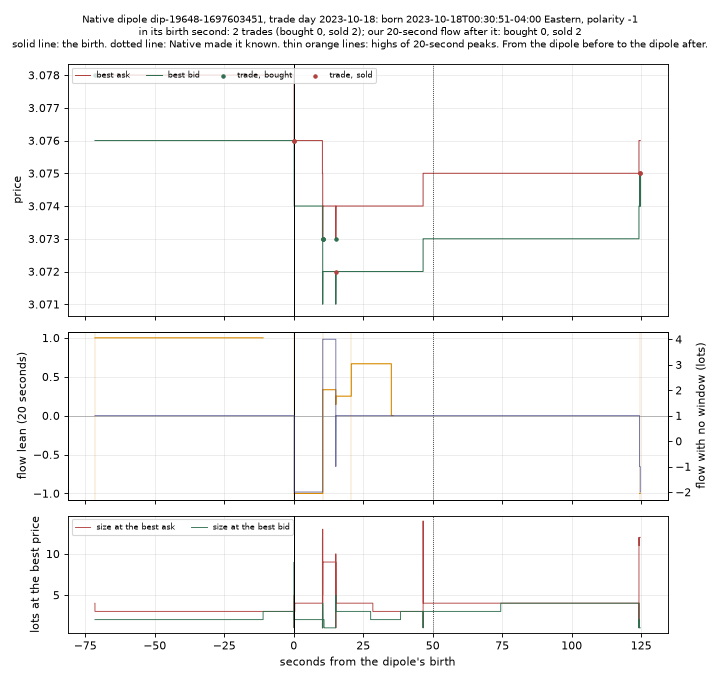 Native dipole dip-19648-1697603451, trade day 2023-10-18: born 2023-10-18T00:30:51-04:00 Eastern, polarity -1
in its birth second: 2 trades (bought 0, sold 2); our 20-second flow after it: bought 0, sold 2
solid line: the birth. dotted line: Native made it known. thin orange lines: highs of 20-second peaks. From the dipole before to the dipole after.
best ask best bid trade, bought trade, sold
3.078
3.077
3.076
3.075
3.074
3.073
3.072
3.071
price
1.0
0.5
0.0
−0.5
−1.0
flow lean (20 seconds)
4
3
2
1
0
−1
−2
flow with no window (lots)
size at the best ask size at the best bid
10
5
lots at the best price
−75 −50 −25 0 25 50 75 100 125
seconds from the dipole's birth